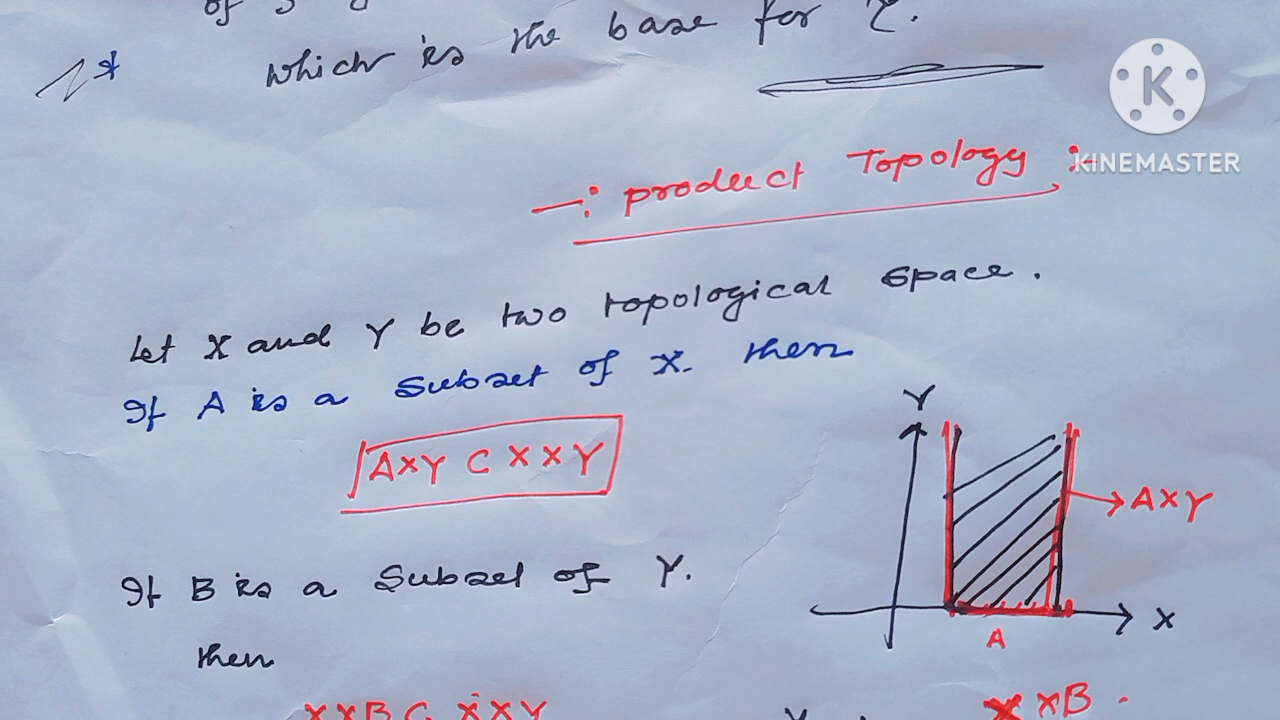 of
which is the base for τ.
K
KINEMASTER
-: product Topology :-
Let X and Y be two topological space.
If A is a subset of X. then
A×Y ⊂ X×Y
Y
A×Y
X
A
If B is a subset of Y.
then
X×B ⊂ X×Y
Y
X×B.